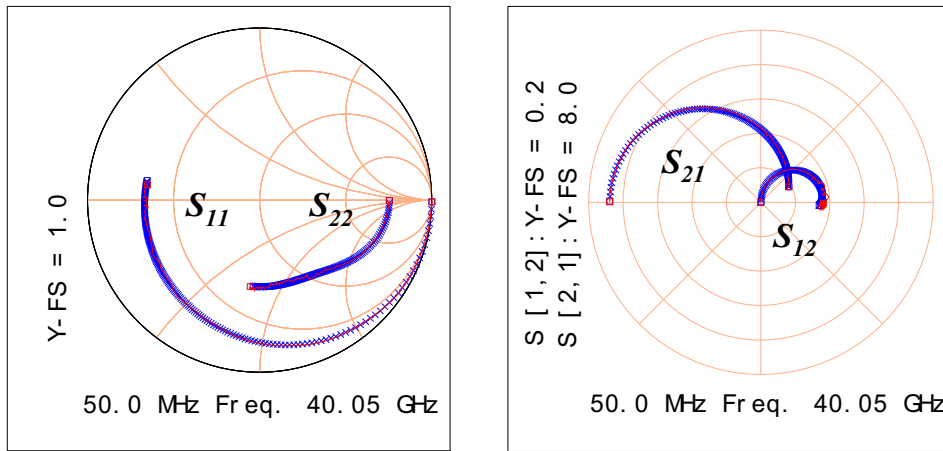 Y-FS = 1.0
S11
S22
50.0 MHz Freq. 40.05 GHz
S[1,2]: Y-FS = 0.2
S[2,1]: Y-FS = 8.0
S21
S12
50.0 MHz Freq. 40.05 GHz